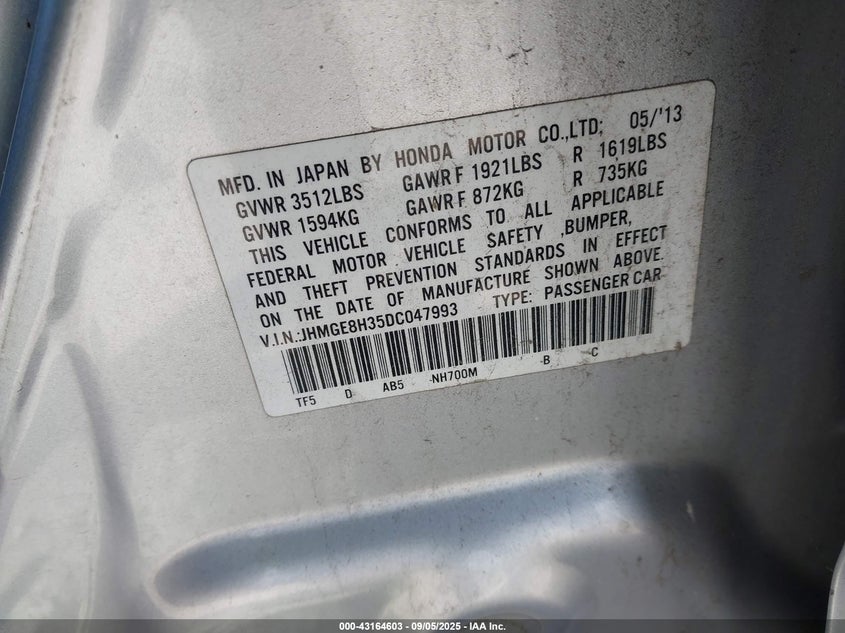 MFD. IN JAPAN BY HONDA MOTOR CO.,LTD; 05/'13
GVWR 3512LBS GAWR F 1921LBS R 1619LBS
GVWR 1594KG GAWR F 872KG R 735KG
THIS VEHICLE CONFORMS TO ALL APPLICABLE
FEDERAL MOTOR VEHICLE SAFETY ,BUMPER,
AND THEFT PREVENTION STANDARDS IN EFFECT
ON THE DATE OF MANUFACTURE SHOWN ABOVE.
V.I.N.:JHMGE8H35DC047993 TYPE: PASSENGER CAR
TF5 D AB5 -NH700M -B -C
000-43164603 - 09/05/2025 - IAA Inc.